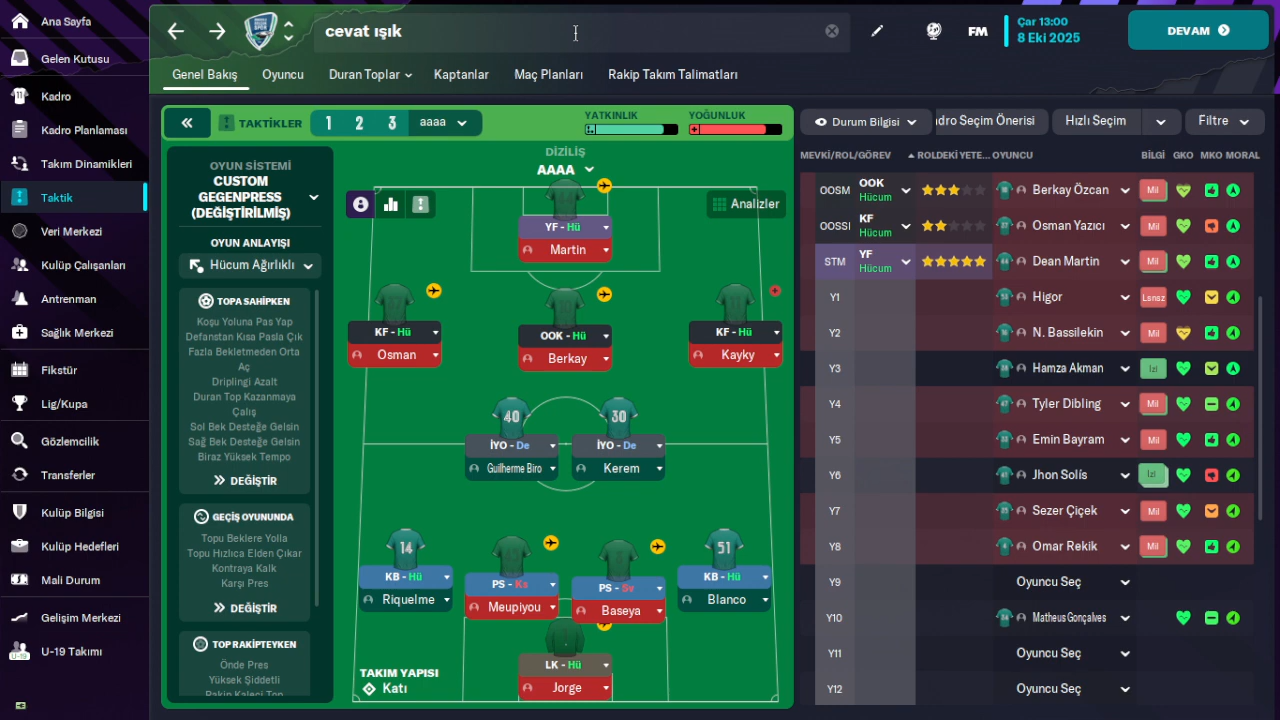 Ana Sayfa
Gelen Kutusu
Kadro
Kadro Planlaması
Takım Dinamikleri
Taktik
Veri Merkezi
Kulüp Çalışanları
Antrenman
Sağlık Merkezi
Fikstür
Lig/Kupa
Gözlemcilik
Transferler
Kulüp Bilgisi
Kulüp Hedefleri
Mali Durum
Gelişim Merkezi
U-19 Takımı
cevat ışık
FM
Çar 13:00
8 Eki 2025
DEVAM
Genel Bakış
Oyuncu
Duran Toplar
Kaptanlar
Maç Planları
Rakip Takım Talimatları
TAKTİKLER
1 2 3
aaaa
YATKINLIK
YOĞUNLUK
OYUN SİSTEMİ
CUSTOM
GEGENPRESS
(DEĞİŞTİRİLMİŞ)
OYUN ANLAYIŞI
Hücum Ağırlıklı
TOPA SAHİPKEN
Koşu Yoluna Pas Yap
Defanstan Kısa Pasla Çık
Fazla Bekletmeden Orta
Aç
Driplingi Azalt
Duran Top Kazanmaya
Çalış
Sol Bek Desteğe Gelsin
Sağ Bek Desteğe Gelsin
Biraz Yüksek Tempo
DEĞİŞTİR
GEÇİŞ OYUNUNDA
Topu Beklere Yolla
Topu Hızlıca Elden Çıkar
Kontraya Kalk
Karşı Pres
DEĞİŞTİR
TOP RAKİPTEYKEN
Önde Pres
Yüksek Şiddetli
Rakip Kaleci Top
DİZİLİŞ
AAAA
Analizler
YF - Hü
Martin
KF - Hü
Osman
OOK - Hü
Berkay
KF - Hü
Kayky
40
İYO - De
Guilherme Biro
30
İYO - De
Kerem
14
KB - Hü
Riquelme
PS - Ks
Meupiyou
PS - Sv
Baseya
51
KB - Hü
Blanco
LK - Hü
Jorge
TAKIM YAPISI
Katı
Durum Bilgisi
dro Seçim Önerisi
Hızlı Seçim
Filtre
MEVKİ/ROL/GÖREV
ROLDEKİ YETE...
OYUNCU
BİLGİ
GKO
MKO
MORAL
OOSM
OOK
Hücum
Berkay Özcan
Mil
OOSSİ
KF
Hücum
Osman Yazıcı
Mil
STM
YF
Hücum
Dean Martin
Mil
Y1
Higor
Lsnsz
Y2
N. Bassilekin
Mil
Y3
Hamza Akman
İzl
Y4
Tyler Dibling
Mil
Y5
Emin Bayram
Mil
Y6
Jhon Solís
İzl
Y7
Sezer Çiçek
Mil
Y8
Omar Rekik
Mil
Y9
Oyuncu Seç
Y10
Matheus Gonçalves
Y11
Oyuncu Seç
Y12
Oyuncu Seç